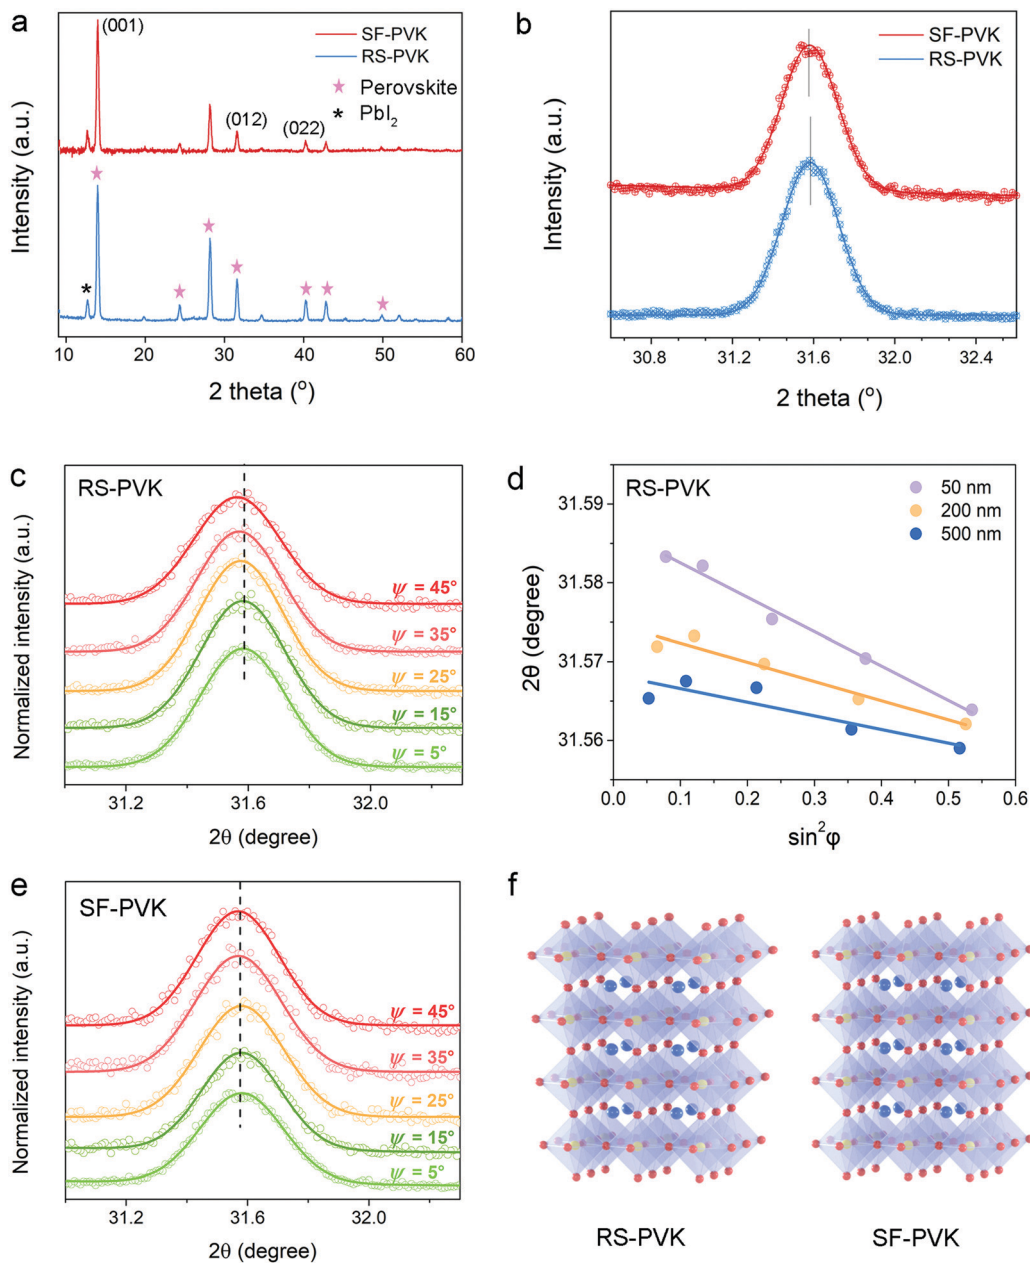 a
(001)
SF-PVK
RS-PVK
★ Perovskite
* PbI₂
(012)
(022)
Intensity (a.u.)
*
10 20 30 40 50 60
2 theta (°)
b
SF-PVK
RS-PVK
Intensity (a.u.)
30.8 31.2 31.6 32.0 32.4
2 theta (°)
c
RS-PVK
ψ = 45°
ψ = 35°
ψ = 25°
ψ = 15°
ψ = 5°
Normalized intensity (a.u.)
31.2 31.6 32.0
2θ (degree)
d
RS-PVK
50 nm
200 nm
500 nm
31.59
31.58
31.57
31.56
2θ (degree)
0.0 0.1 0.2 0.3 0.4 0.5 0.6
sin²φ
e
SF-PVK
ψ = 45°
ψ = 35°
ψ = 25°
ψ = 15°
ψ = 5°
Normalized intensity (a.u.)
31.2 31.6 32.0
2θ (degree)
f
RS-PVK
SF-PVK